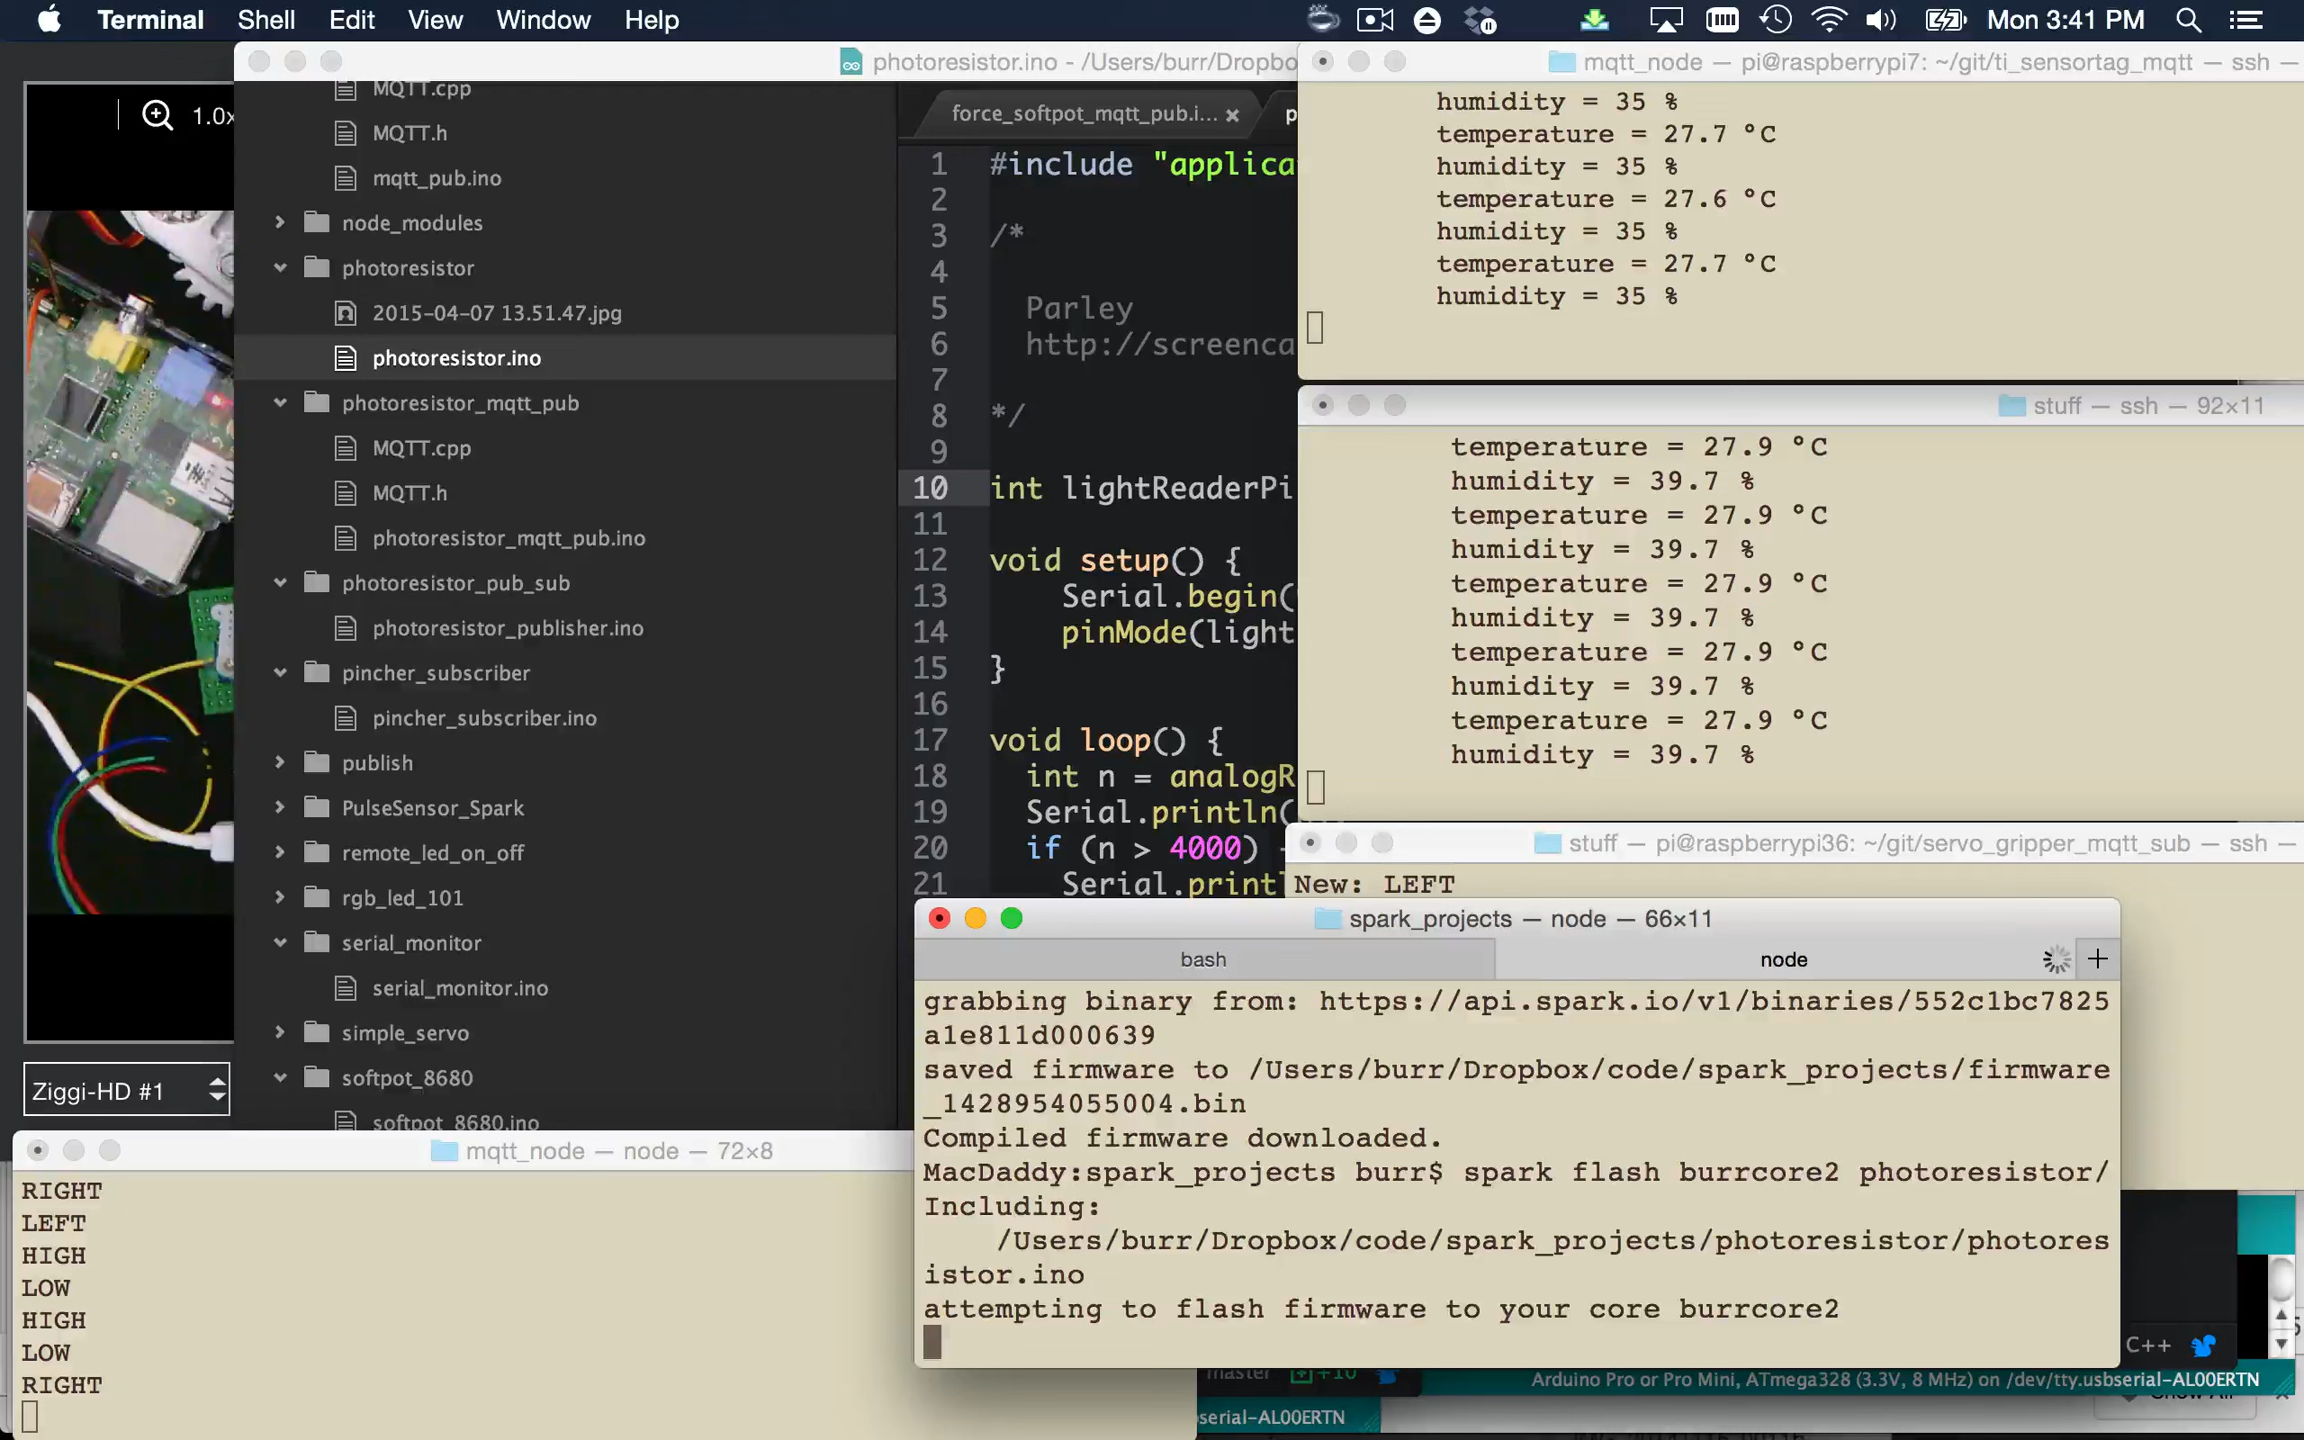 Terminal Shell Edit View Window Help Mon 3:41 PM
photoresistor.ino - /Users/burr/Dropbo
mqtt_node — pi@raspberrypi7: ~/git/ti_sensortag_mqtt — ssh —
1.0x
MQTT.cpp
MQTT.h
mqtt_pub.ino
node_modules
photoresistor
2015-04-07 13.51.47.jpg
photoresistor.ino
photoresistor_mqtt_pub
MQTT.cpp
MQTT.h
photoresistor_mqtt_pub.ino
photoresistor_pub_sub
photoresistor_publisher.ino
pincher_subscriber
pincher_subscriber.ino
publish
PulseSensor_Spark
remote_led_on_off
rgb_led_101
serial_monitor
serial_monitor.ino
simple_servo
softpot_8680
softpot_8680.ino
Ziggi-HD #1
force_softpot_mqtt_pub.i... × p
1 #include "applica
2
3 /*
4
5 Parley
6 http://screenca
7
8 */
9
10 int lightReaderPi
11
12 void setup() {
13 Serial.begin(
14 pinMode(light
15 }
16
17 void loop() {
18 int n = analogR
19 Serial.println(
20 if (n > 4000)
21 Serial.print
humidity = 35 %
temperature = 27.7 °C
humidity = 35 %
temperature = 27.6 °C
humidity = 35 %
temperature = 27.7 °C
humidity = 35 %
stuff — ssh — 92×11
temperature = 27.9 °C
humidity = 39.7 %
temperature = 27.9 °C
humidity = 39.7 %
temperature = 27.9 °C
humidity = 39.7 %
temperature = 27.9 °C
humidity = 39.7 %
temperature = 27.9 °C
humidity = 39.7 %
stuff — pi@raspberrypi36: ~/git/servo_gripper_mqtt_sub — ssh —
New: LEFT
spark_projects — node — 66×11
bash node +
grabbing binary from: https://api.spark.io/v1/binaries/552c1bc7825
a1e811d000639
saved firmware to /Users/burr/Dropbox/code/spark_projects/firmware
_1428954055004.bin
Compiled firmware downloaded.
MacDaddy:spark_projects burr$ spark flash burrcore2 photoresistor/
Including:
/Users/burr/Dropbox/code/spark_projects/photoresistor/photores
istor.ino
attempting to flash firmware to your core burrcore2
mqtt_node — node — 72×8
RIGHT
LEFT
HIGH
LOW
HIGH
LOW
RIGHT
C++
master +10
Arduino Pro or Pro Mini, ATmega328 (3.3V, 8 MHz) on /dev/tty.usbserial-AL00ERTN
serial-AL00ERTN
Show All